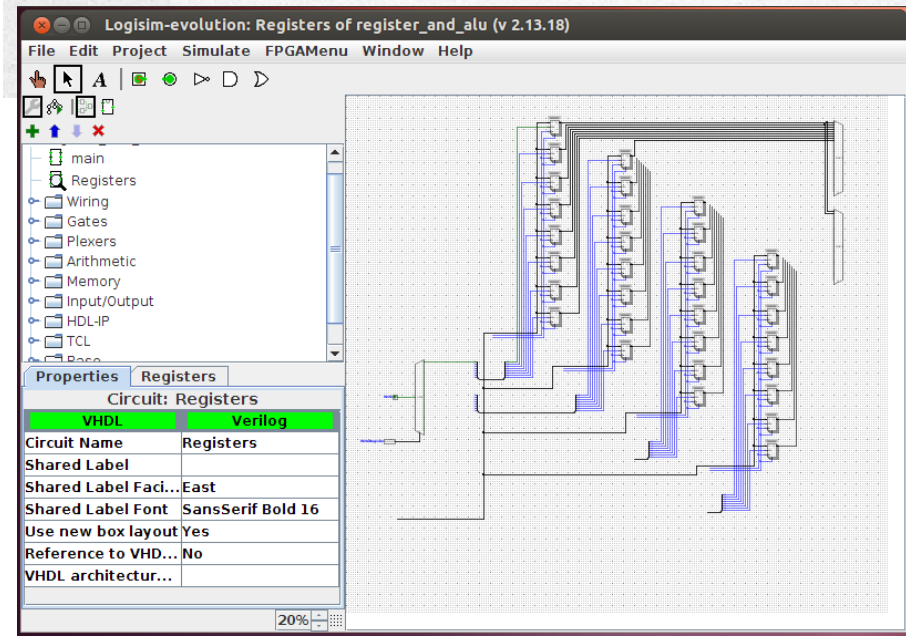 Logisim-evolution: Registers of register_and_alu (v 2.13.18)
File Edit Project Simulate FPGAMenu Window Help
A
main
Registers
Wiring
Gates
Plexers
Arithmetic
Memory
Input/Output
HDL-IP
TCL
Base
Properties Registers
Circuit: Registers
VHDL Verilog
Circuit Name Registers
Shared Label
Shared Label Faci... East
Shared Label Font SansSerif Bold 16
Use new box layout Yes
Reference to VHD... No
VHDL architectur...
20%